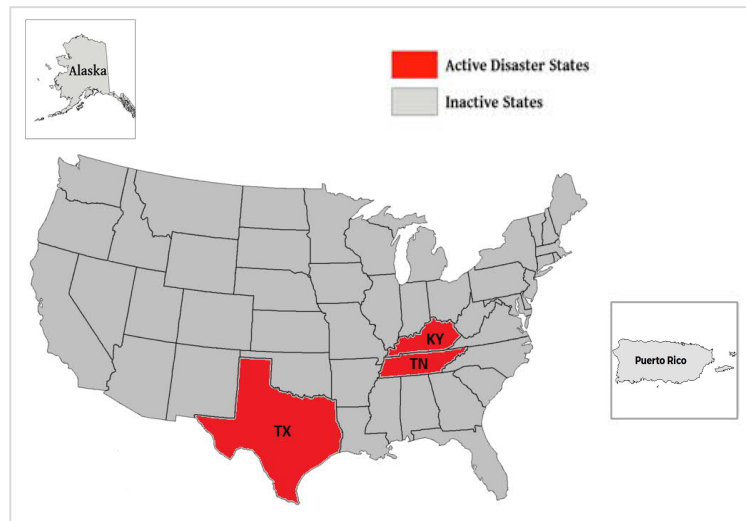 Alaska
Active Disaster States
Inactive States
KY
TN
TX
Puerto Rico